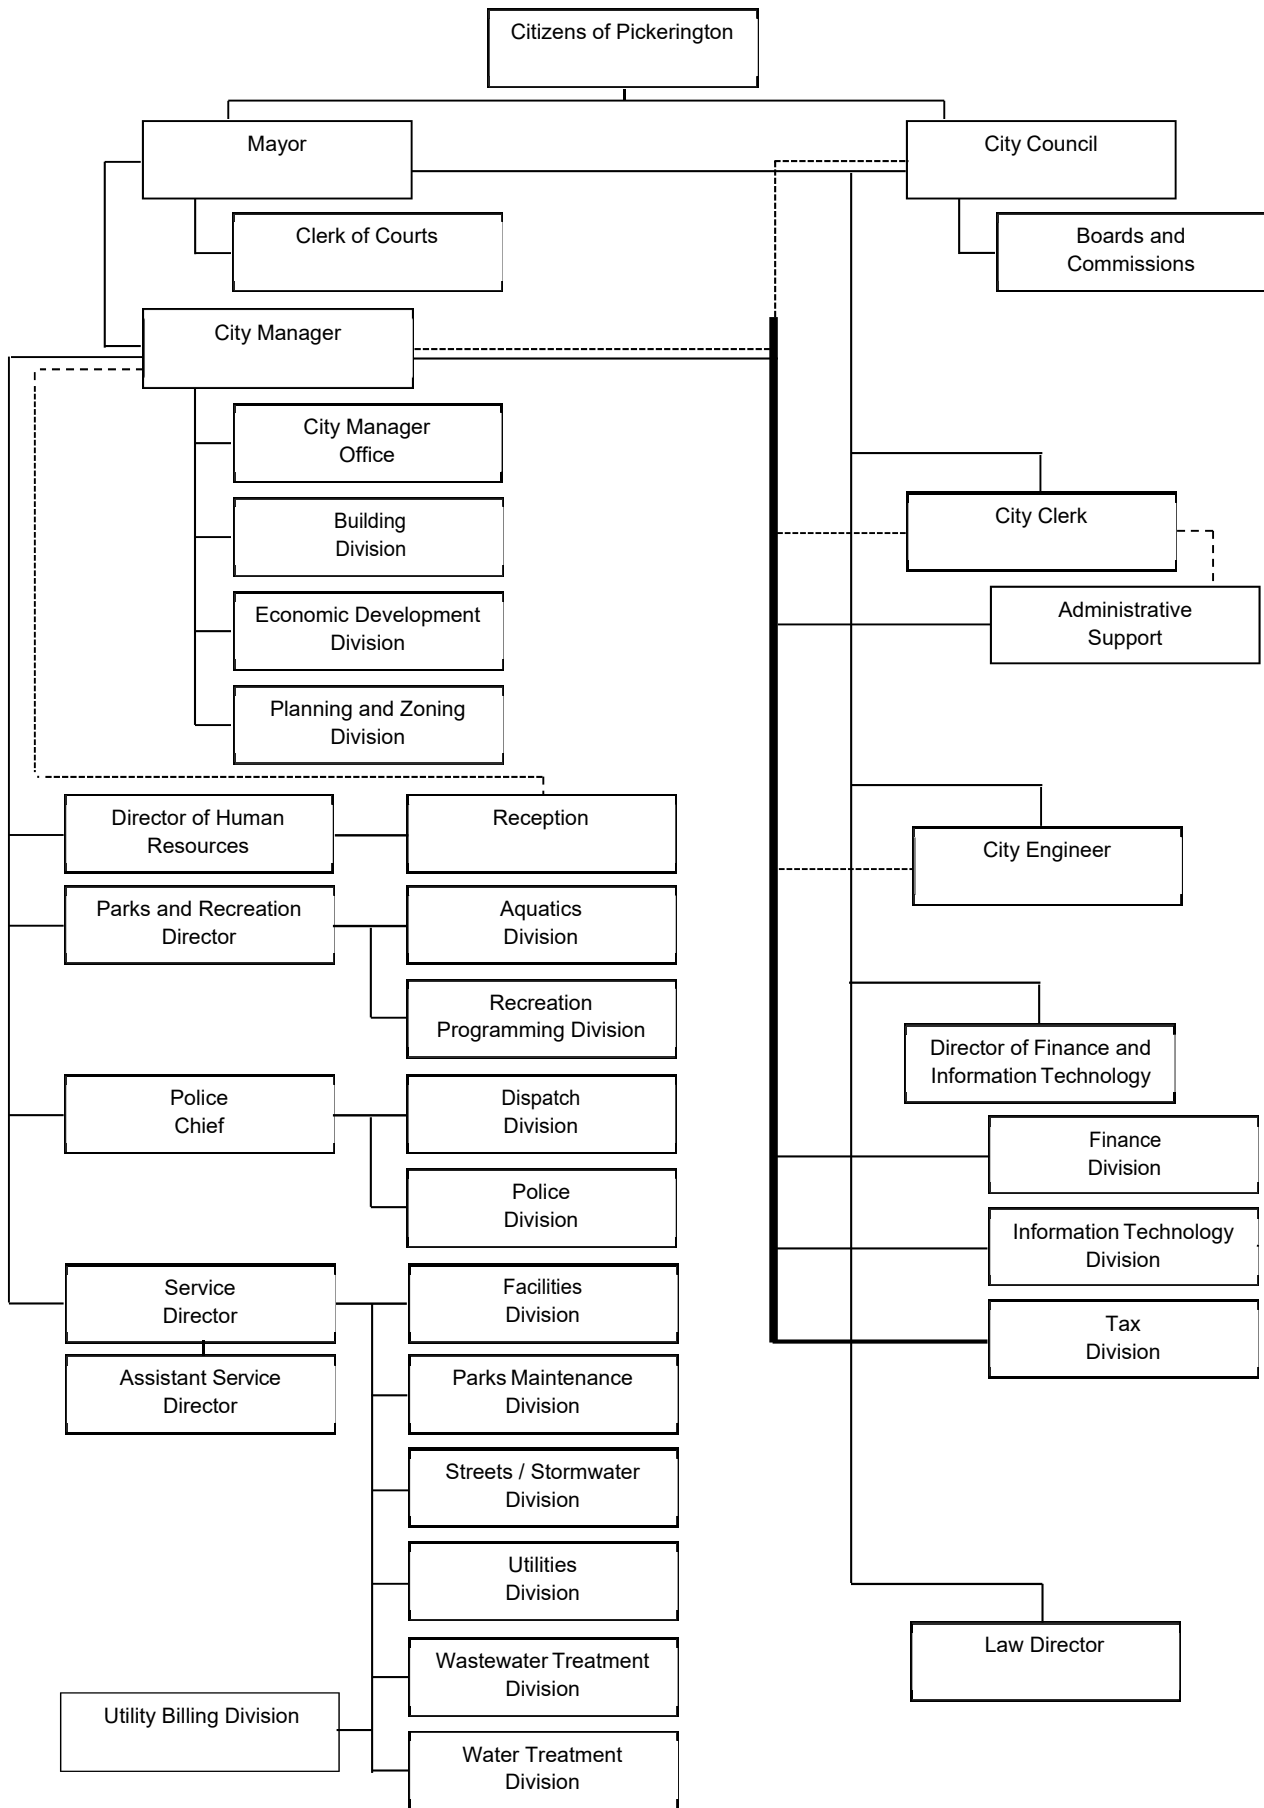 Citizens of Pickerington
Mayor
City Council
Clerk of Courts
Boards and
Commissions
City Manager
City Manager
Office
Building
Division
Economic Development
Division
Planning and Zoning
Division
City Clerk
Administrative
Support
Director of Human
Resources
Reception
City Engineer
Parks and Recreation
Director
Aquatics
Division
Recreation
Programming Division
Director of Finance and
Information Technology
Police
Chief
Dispatch
Division
Finance
Division
Police
Division
Information Technology
Division
Service
Director
Facilities
Division
Tax
Division
Assistant Service
Director
Parks Maintenance
Division
Streets / Stormwater
Division
Utilities
Division
Law Director
Wastewater Treatment
Division
Utility Billing Division
Water Treatment
Division